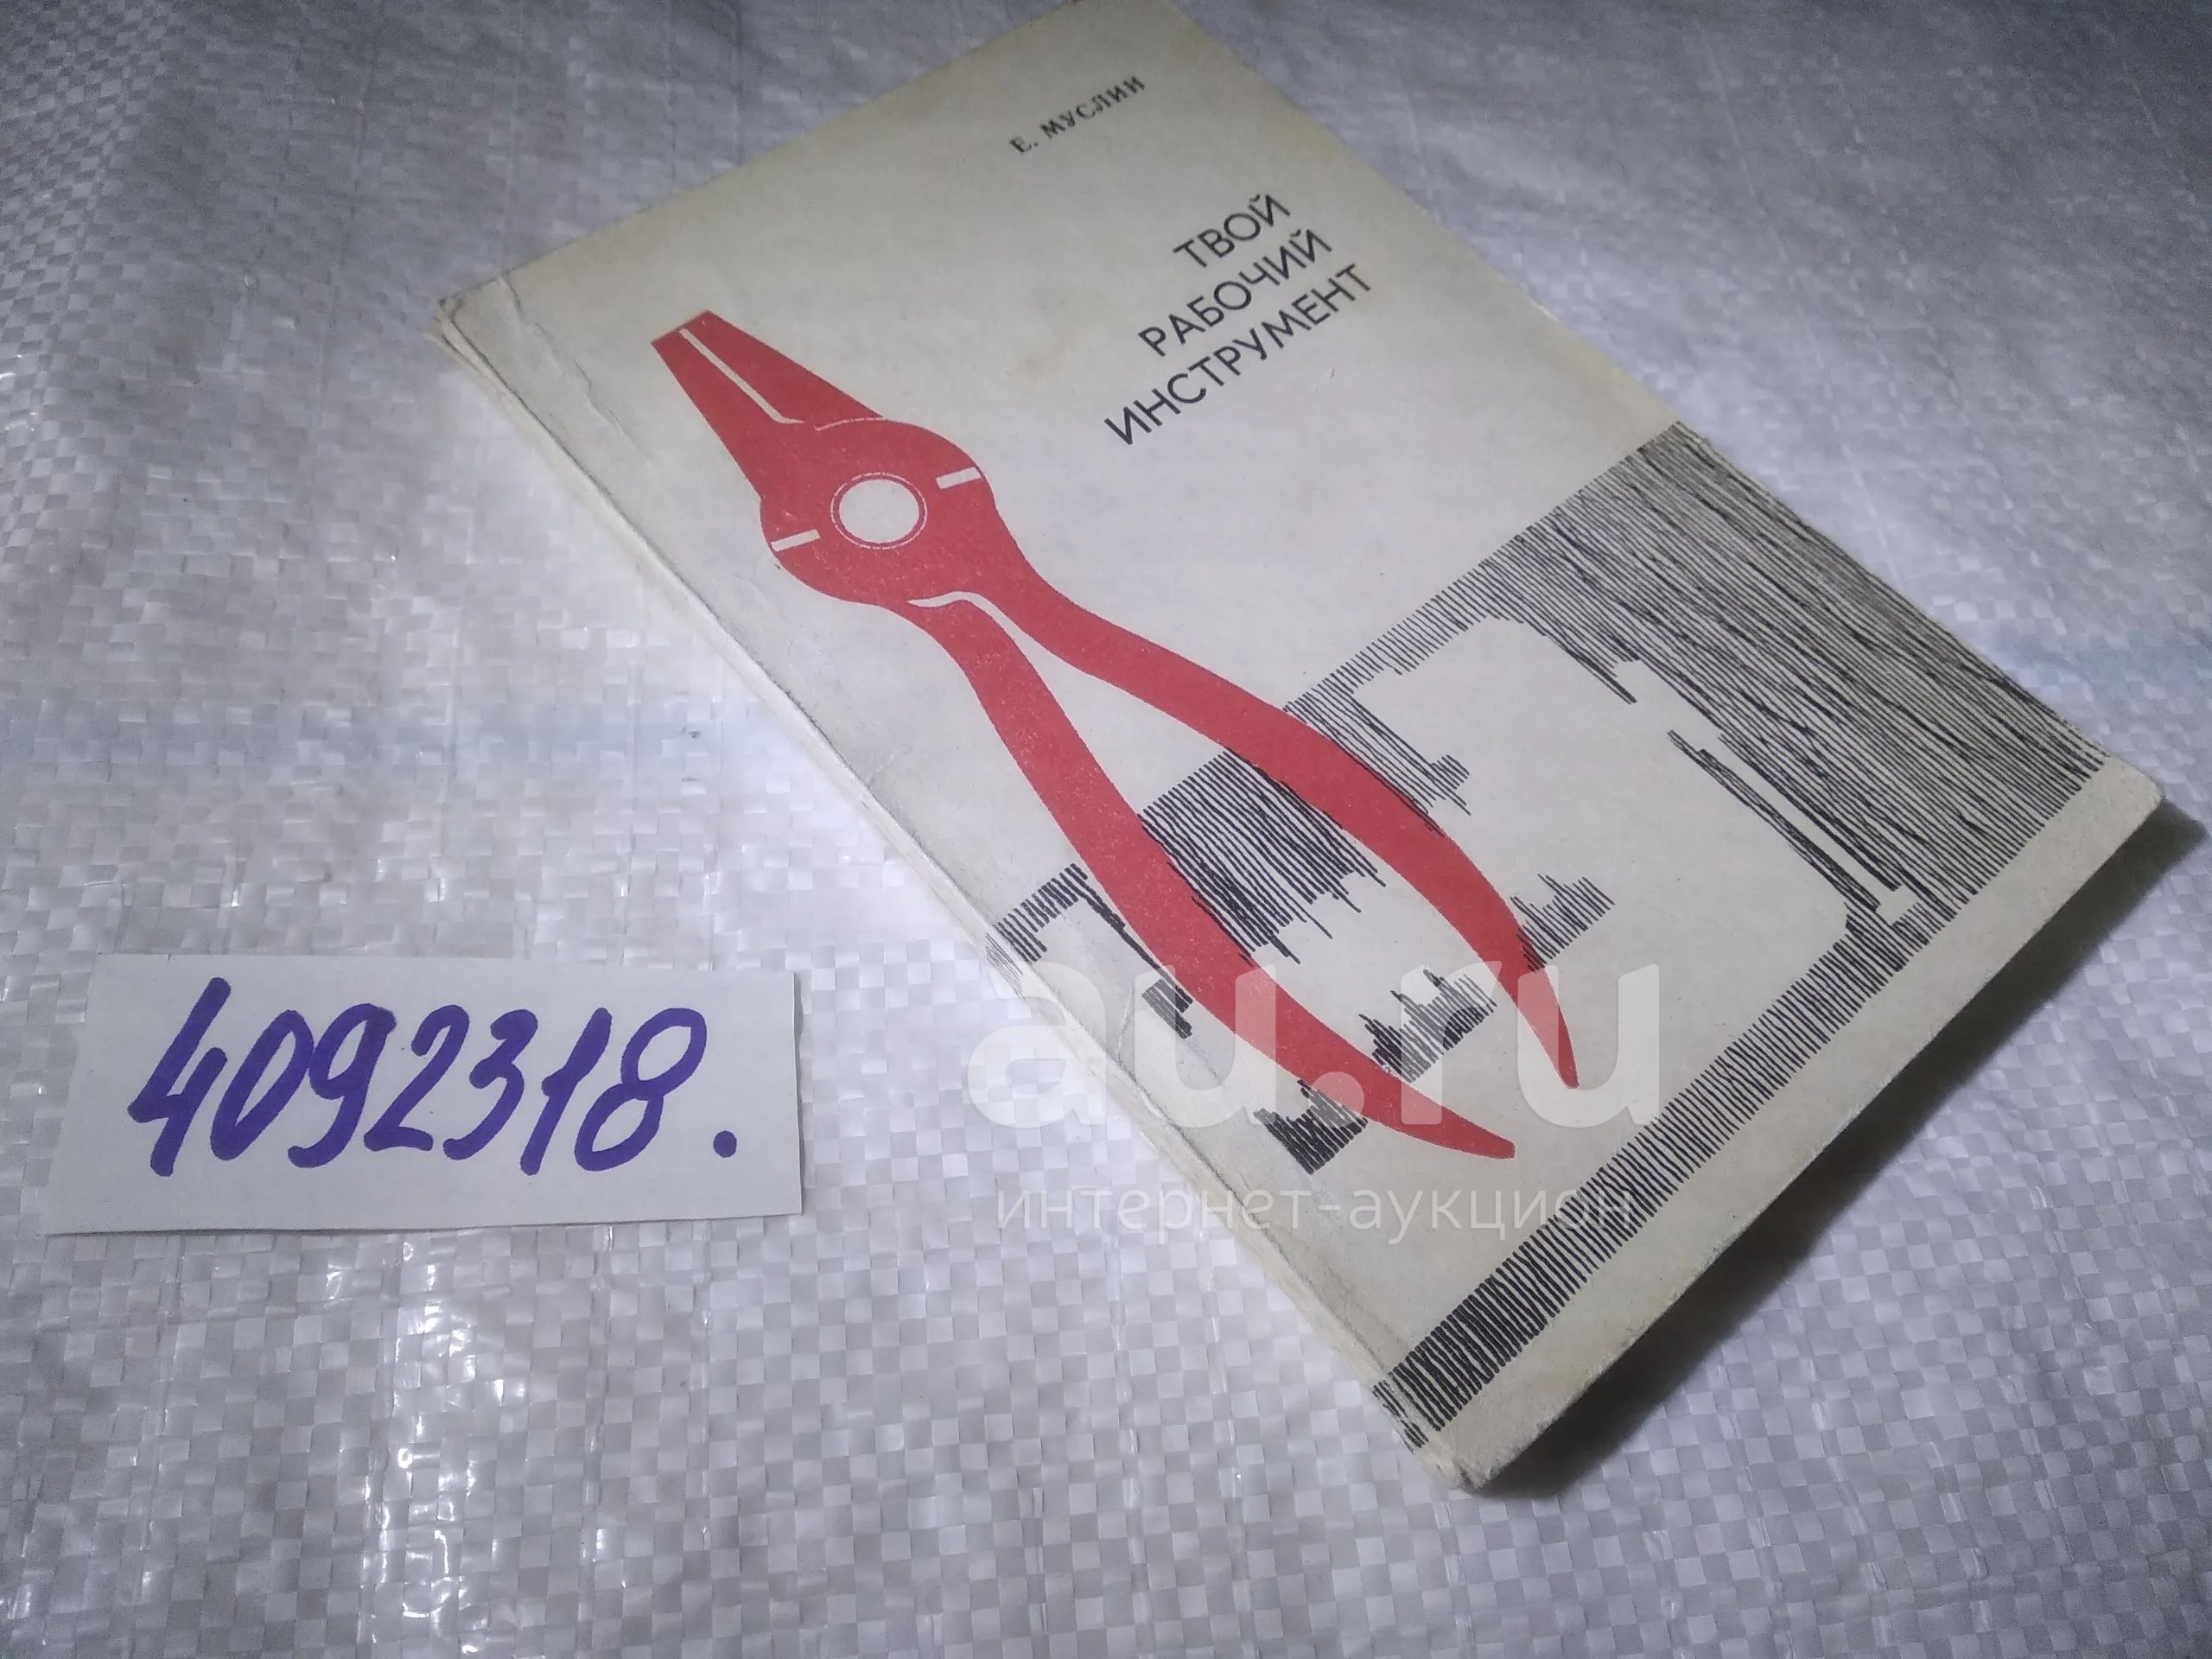 Е. МУСЛИН
ТВОЙ
РАБОЧИЙ
ИНСТРУМЕНТ
4092318.
au.ru
интернет-аукцион